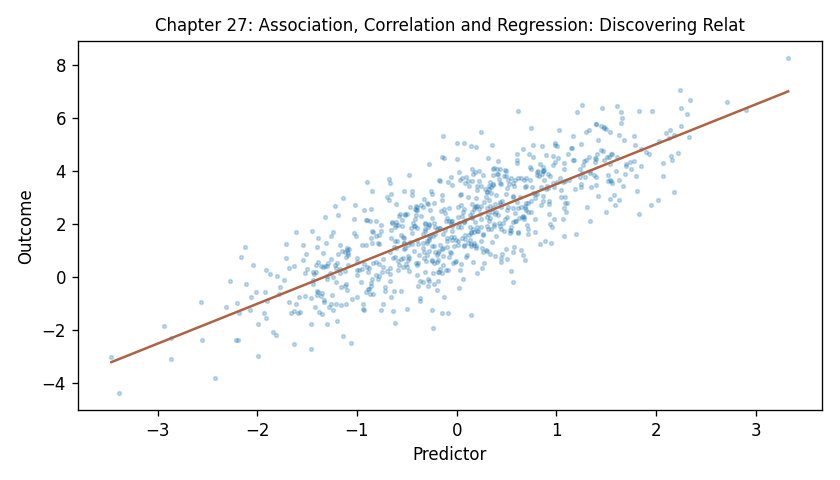 Chapter 27: Association, Correlation and Regression: Discovering Relat
8
6
4
2
0
−2
−4
Outcome
−3 −2 −1 0 1 2 3
Predictor